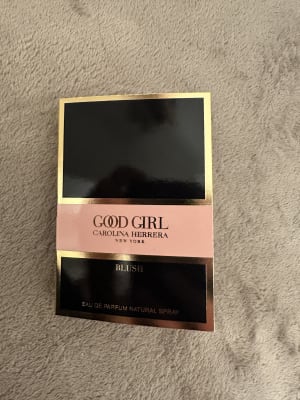 GOOD GIRL
CAROLINA HERRERA
NEW YORK
BLUSH
EAU DE PARFUM NATURAL SPRAY